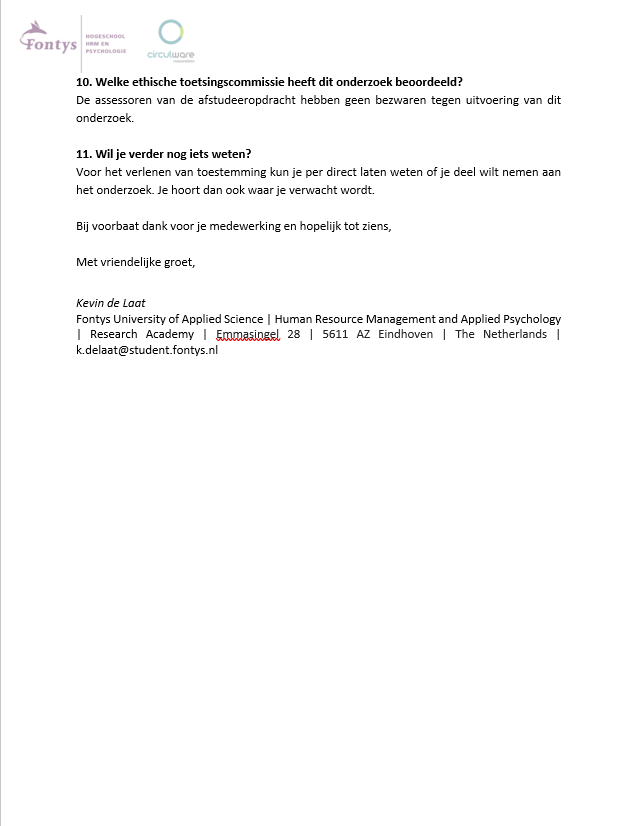 Fontys
HOGESCHOOL
HRM EN
PSYCHOLOGIE
circulware
10. Welke ethische toetsingscommissie heeft dit onderzoek beoordeeld?
De assessoren van de afstudeeropdracht hebben geen bezwaren tegen uitvoering van dit
onderzoek.
11. Wil je verder nog iets weten?
Voor het verlenen van toestemming kun je per direct laten weten of je deel wilt nemen aan
het onderzoek. Je hoort dan ook waar je verwacht wordt.
Bij voorbaat dank voor je medewerking en hopelijk tot ziens,
Met vriendelijke groet,
Kevin de Laat
Fontys University of Applied Science | Human Resource Management and Applied Psychology
| Research Academy | Emmasingel 28 | 5611 AZ Eindhoven | The Netherlands |
k.delaat@student.fontys.nl